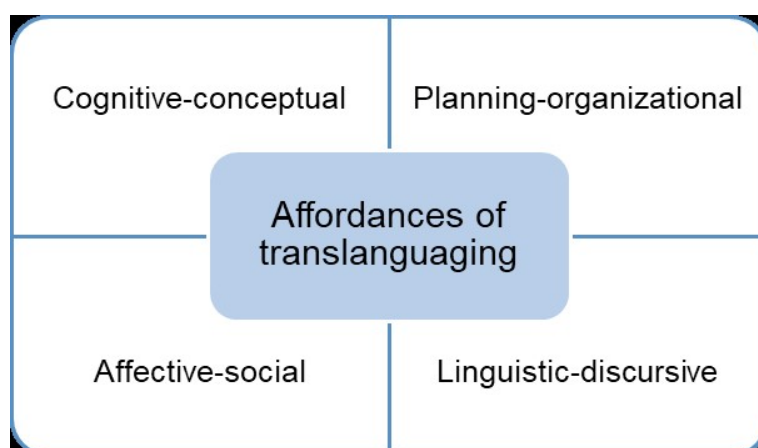 Cognitive-conceptual
Planning-organizational
Affordances of
translanguaging
Affective-social
Linguistic-discursive